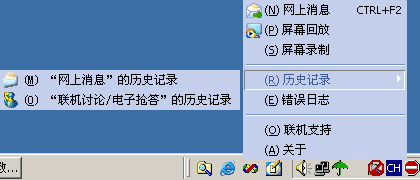 (N) 网上消息 CTRL+F2
(P) 屏幕回放
(S) 屏幕录制
(R) 历史记录
(M) “网上消息”的历史记录
(O) “联机讨论/电子抢答”的历史记录
(E) 错误日志
(O) 联机支持
(A) 关于
数...
CH